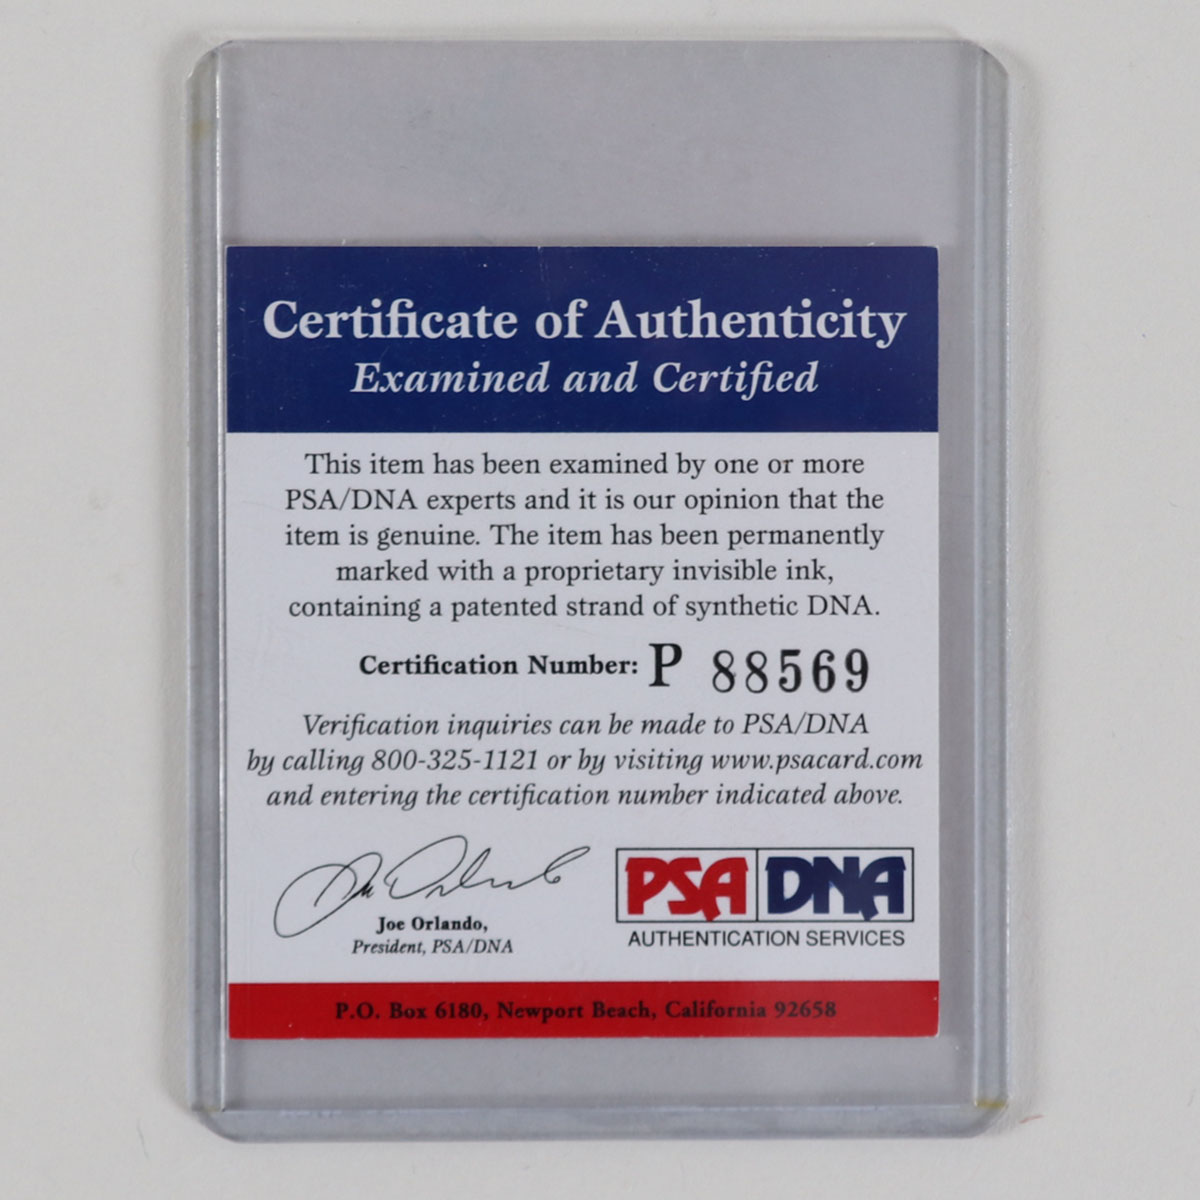 Certificate of Authenticity
Examined and Certified
This item has been examined by one or more
PSA/DNA experts and it is our opinion that the
item is genuine. The item has been permanently
marked with a proprietary invisible ink,
containing a patented strand of synthetic DNA.
Certification Number: P 88569
Verification inquiries can be made to PSA/DNA
by calling 800-325-1121 or by visiting www.psacard.com
and entering the certification number indicated above.
Joe Orlando
Joe Orlando,
President, PSA/DNA
PSA DNA
AUTHENTICATION SERVICES
P.O. Box 6180, Newport Beach, California 92658